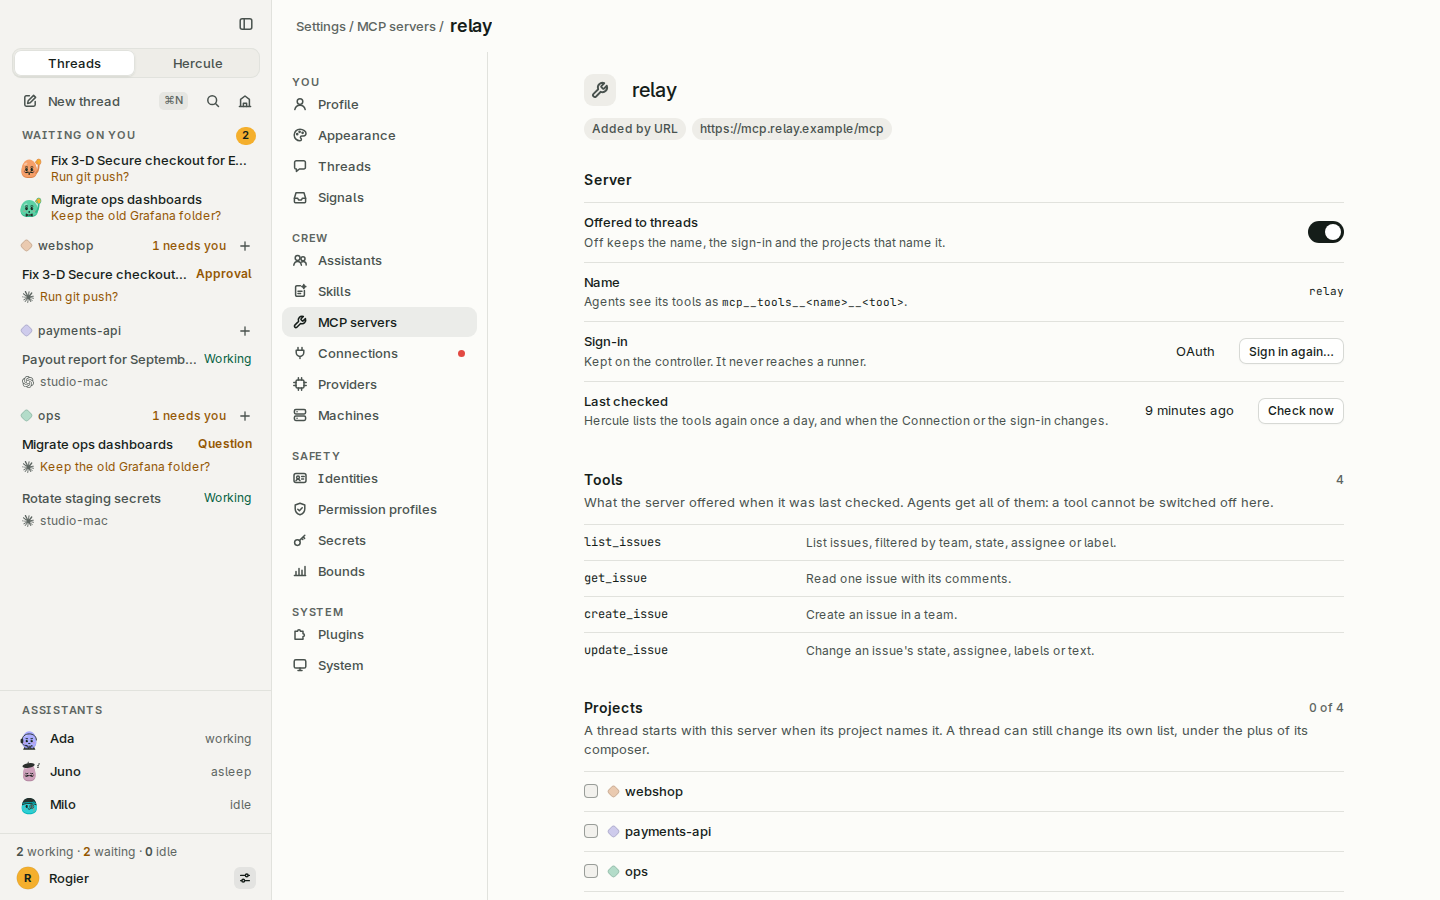 Threads
Hercule
New thread
⌘N
WAITING ON YOU
2
Fix 3-D Secure checkout for E...
Run git push?
Migrate ops dashboards
Keep the old Grafana folder?
webshop
1 needs you
Fix 3-D Secure checkout...
Approval
Run git push?
payments-api
Payout report for Septemb...
Working
studio-mac
ops
1 needs you
Migrate ops dashboards
Question
Keep the old Grafana folder?
Rotate staging secrets
Working
studio-mac
ASSISTANTS
Ada
working
Juno
asleep
Milo
idle
2 working · 2 waiting · 0 idle
R
Rogier
Settings / MCP servers / relay
YOU
Profile
Appearance
Threads
Signals
CREW
Assistants
Skills
MCP servers
Connections
Providers
Machines
SAFETY
Identities
Permission profiles
Secrets
Bounds
SYSTEM
Plugins
System
relay
Added by URL
https://mcp.relay.example/mcp
Server
Offered to threads
Off keeps the name, the sign-in and the projects that name it.
Name
Agents see its tools as mcp__tools__<name>__<tool>.
relay
Sign-in
Kept on the controller. It never reaches a runner.
OAuth
Sign in again...
Last checked
Hercule lists the tools again once a day, and when the Connection or the sign-in changes.
9 minutes ago
Check now
Tools
4
What the server offered when it was last checked. Agents get all of them: a tool cannot be switched off here.
list_issues
List issues, filtered by team, state, assignee or label.
get_issue
Read one issue with its comments.
create_issue
Create an issue in a team.
update_issue
Change an issue's state, assignee, labels or text.
Projects
0 of 4
A thread starts with this server when its project names it. A thread can still change its own list, under the plus of its
composer.
webshop
payments-api
ops